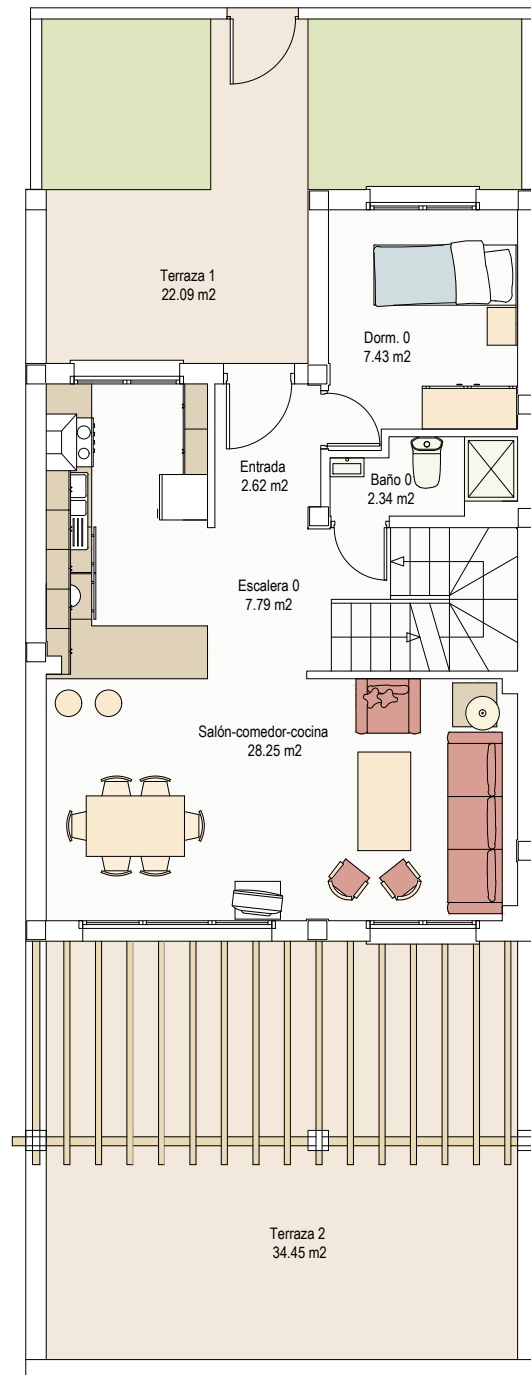 Terraza 1
22.09 m2
Dorm. 0
7.43 m2
Entrada
2.62 m2
Baño 0
2.34 m2
Escalera 0
7.79 m2
Salón-comedor-cocina
28.25 m2
Terraza 2
34.45 m2